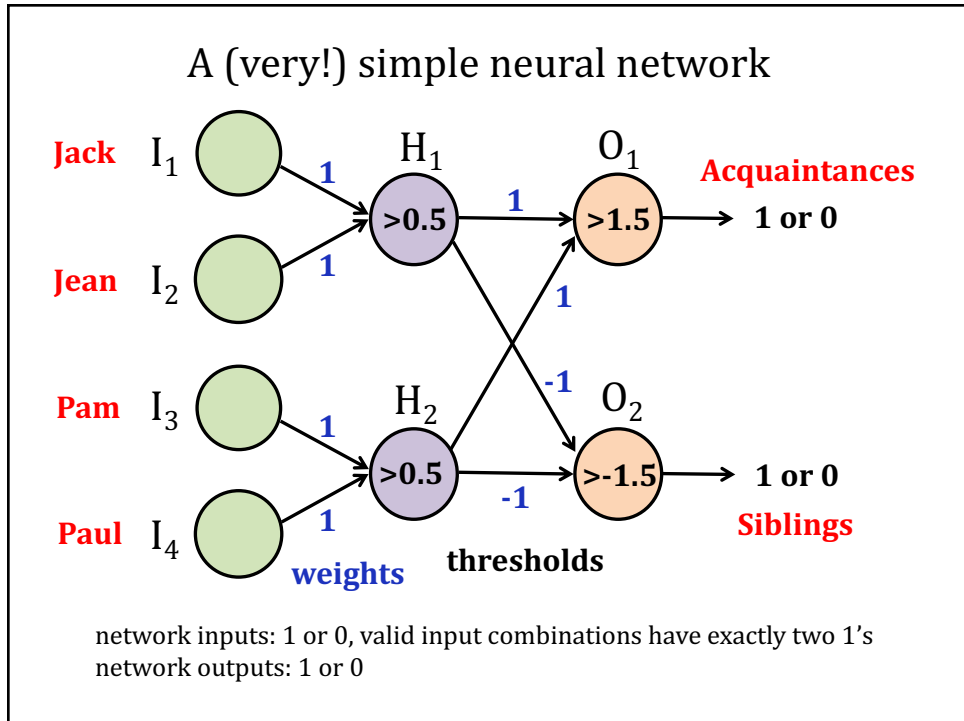 A (very!) simple neural network
Jack I₁
Jean I₂
Pam I₃
Paul I₄
1
1
1
1
weights
H₁
>0.5
H₂
>0.5
thresholds
1
1
-1
-1
O₁
>1.5
O₂
>-1.5
Acquaintances
1 or 0
1 or 0
Siblings
network inputs: 1 or 0, valid input combinations have exactly two 1’s
network outputs: 1 or 0